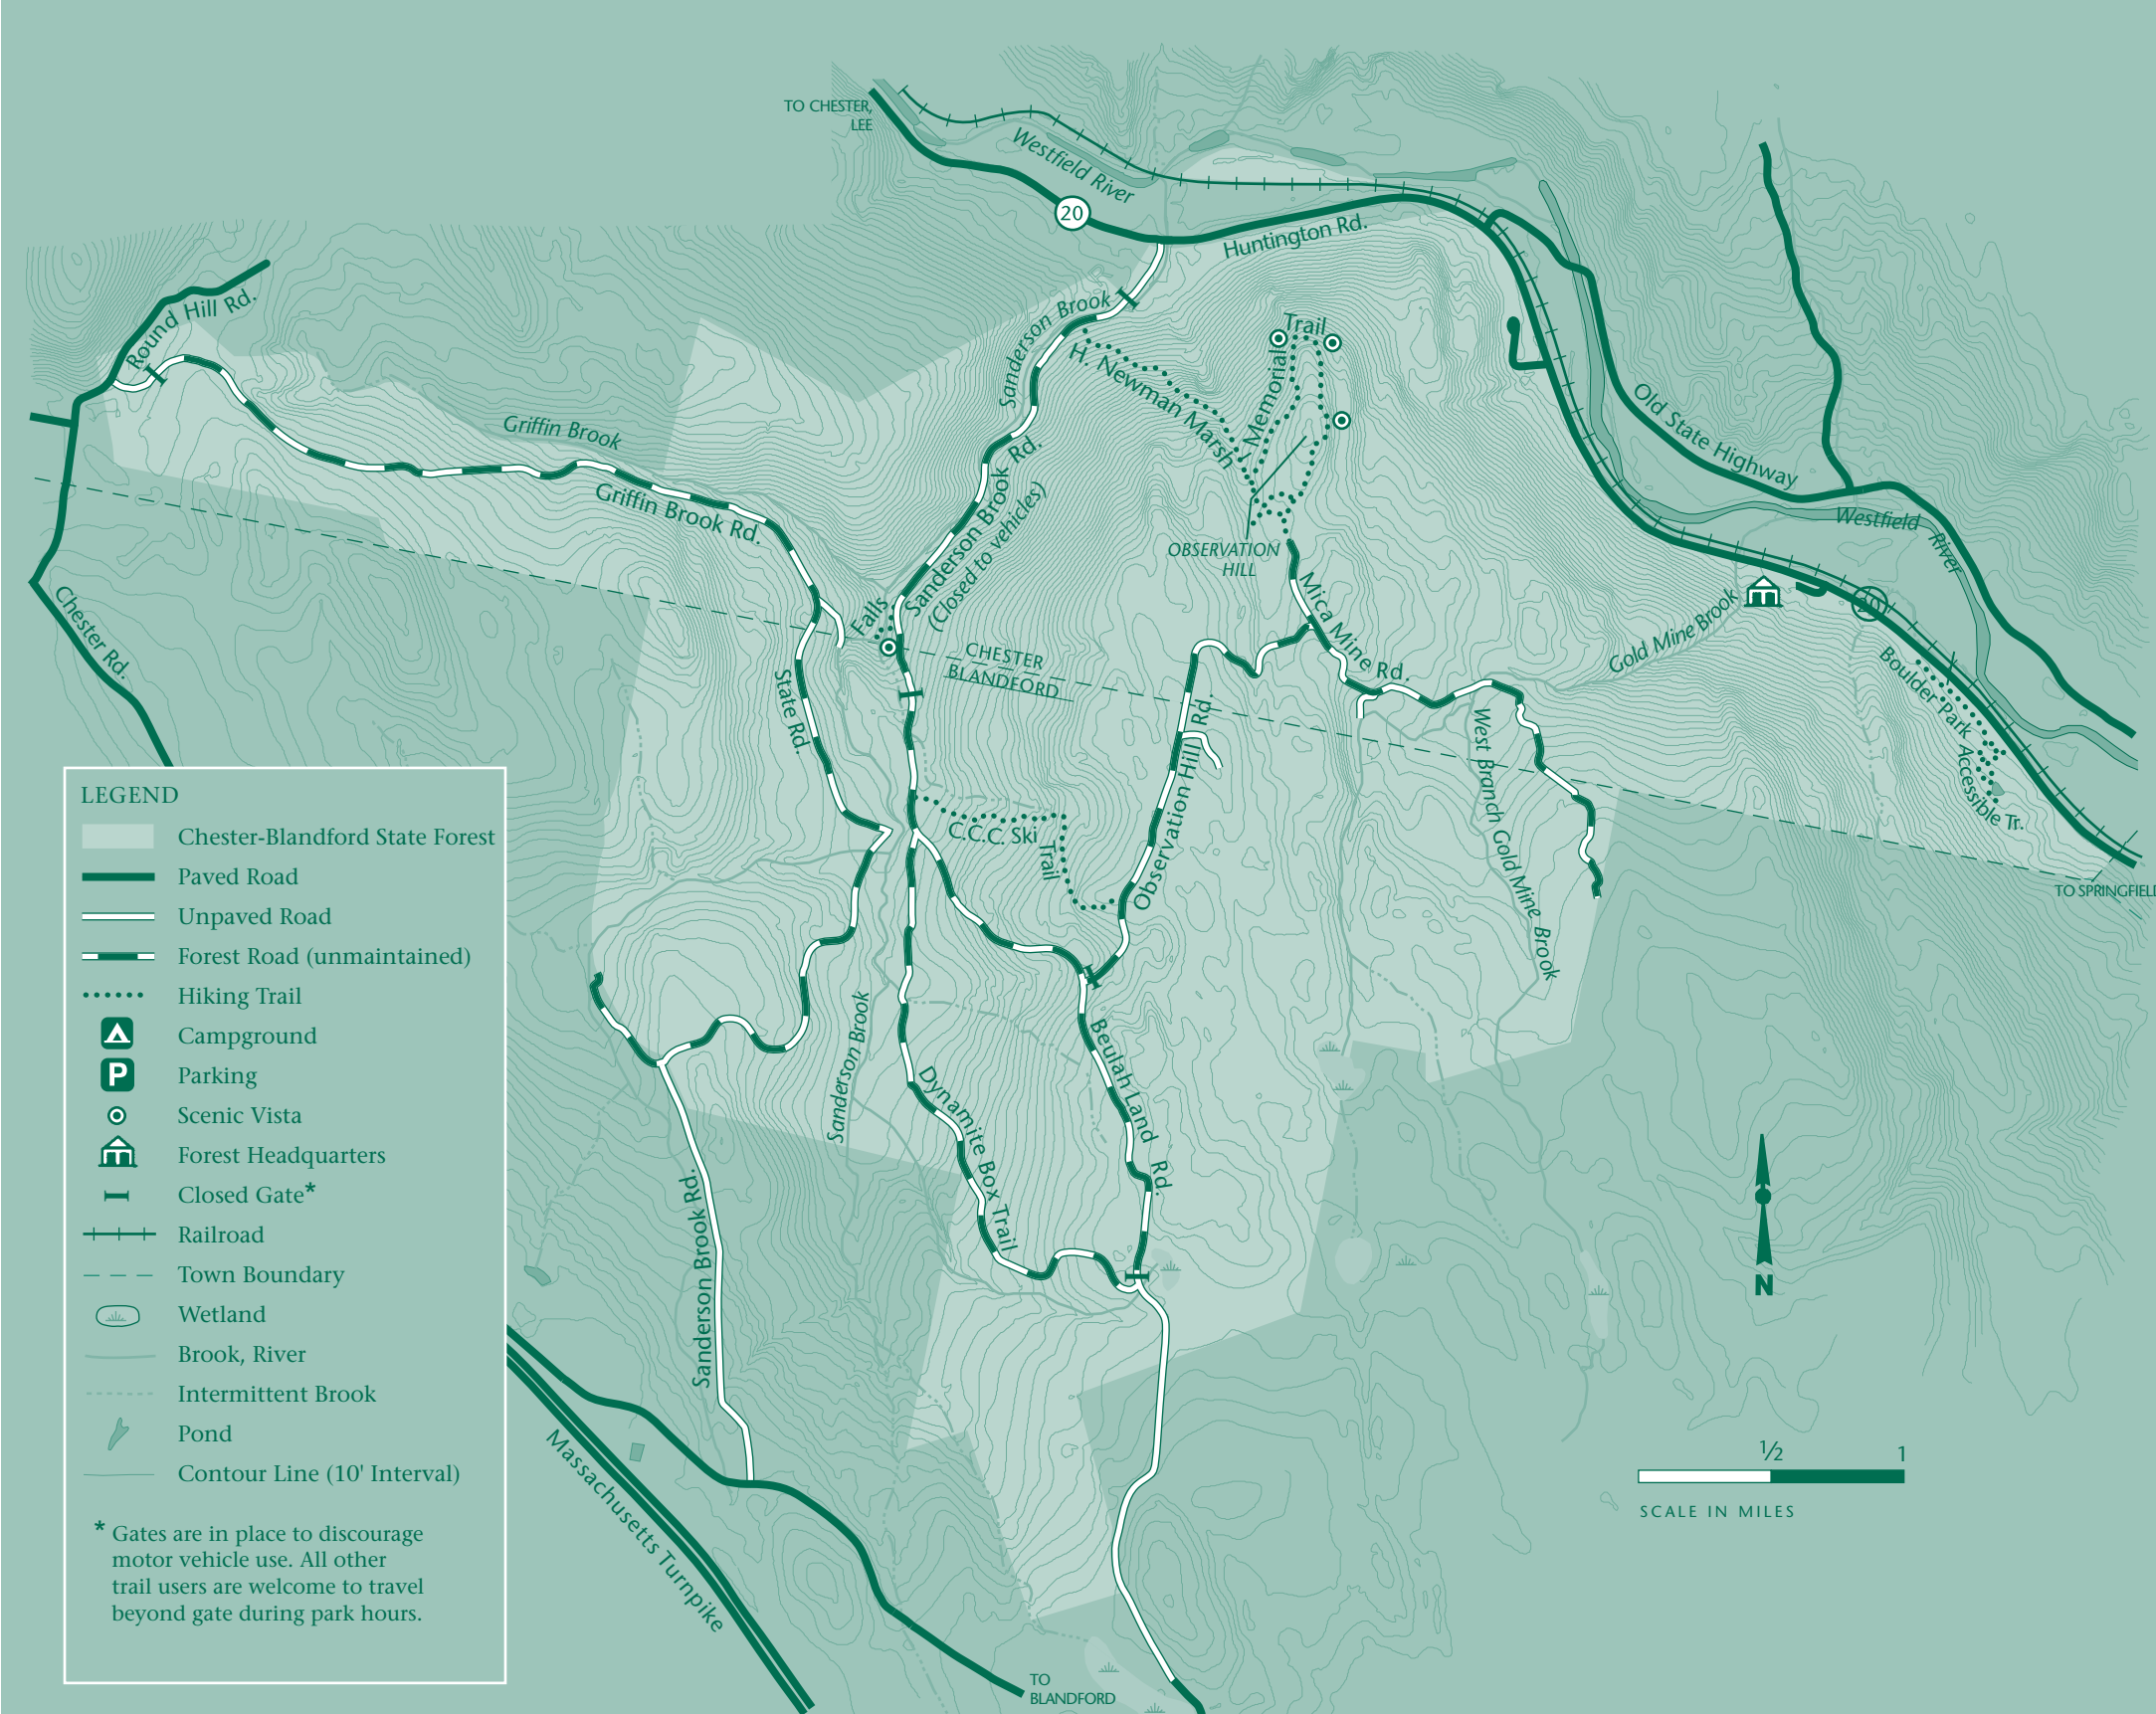 TO CHESTER,
LEE
Westfield River
20
Huntington Rd.
Round Hill Rd.
Sanderson Brook
Trail
Memorial
H. Newman Marsh
Old State Highway
Griffin Brook
Griffin Brook Rd.
Sanderson Brook Rd.
(Closed to vehicles)
OBSERVATION
HILL
Westfield River
Chester Rd.
Falls
Mica Mine Rd.
Gold Mine Brook
20
CHESTER
BLANDFORD
State Rd.
Boulder Park Accessible Tr.
West Branch Gold Mine Brook
Observation Hill Rd.
C.C.C. Ski Trail
TO SPRINGFIEL
Sanderson Brook
Beulah Land Rd.
Dynamite Box Trail
Sanderson Brook Rd.
Massachusetts Turnpike
TO
BLANDFORD
N
½ 1
SCALE IN MILES
LEGEND
Chester-Blandford State Forest
Paved Road
Unpaved Road
Forest Road (unmaintained)
Hiking Trail
Campground
P Parking
Scenic Vista
Forest Headquarters
Closed Gate*
Railroad
Town Boundary
Wetland
Brook, River
Intermittent Brook
Pond
Contour Line (10' Interval)
* Gates are in place to discourage
motor vehicle use. All other
trail users are welcome to travel
beyond gate during park hours.